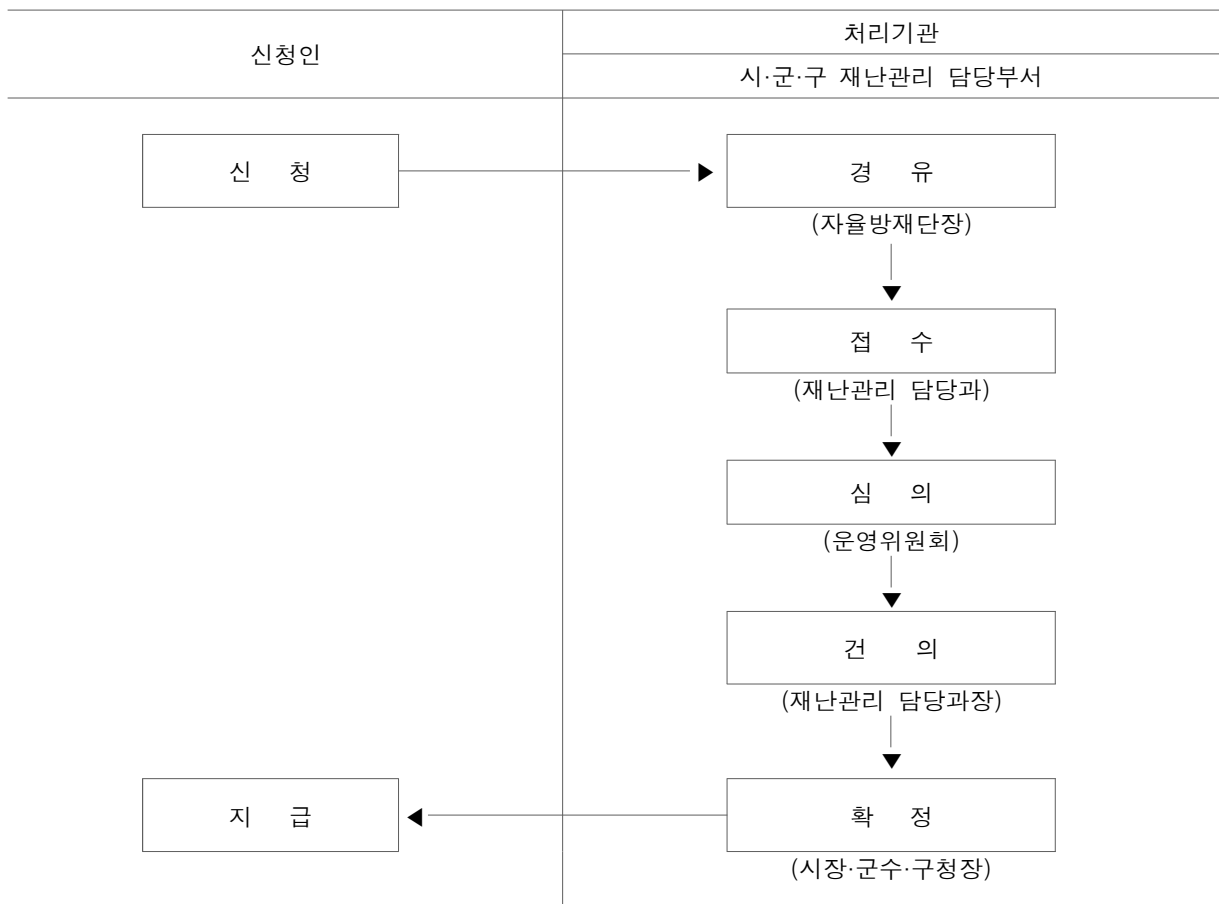 신청인
처리기관
시·군·구 재난관리 담당부서
신 청
경 유
(자율방재단장)
접 수
(재난관리 담당과)
심 의
(운영위원회)
건 의
(재난관리 담당과장)
지 급
확 정
(시장·군수·구청장)